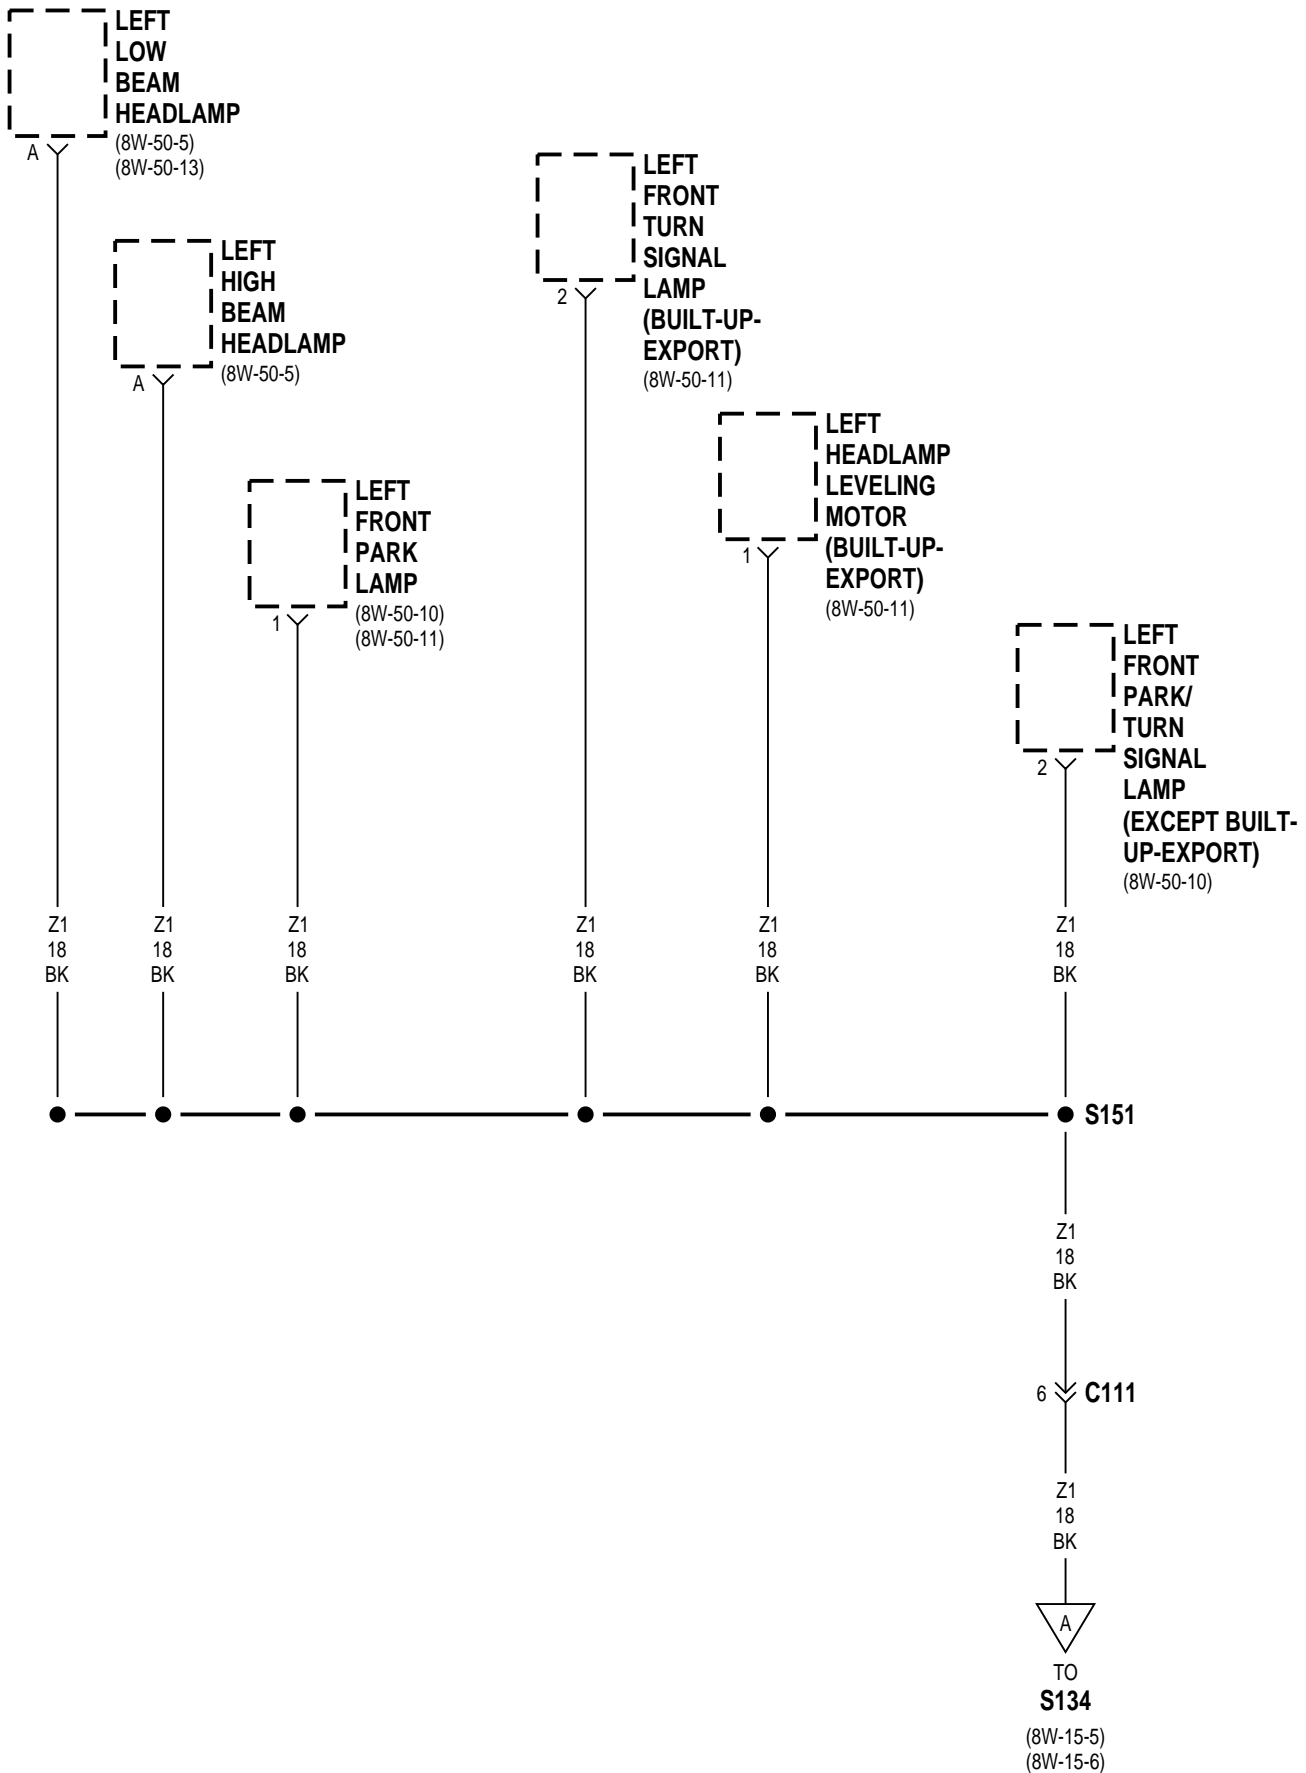 LEFT
LOW
BEAM
HEADLAMP
(8W-50-5)
(8W-50-13)
A
LEFT
HIGH
BEAM
HEADLAMP
(8W-50-5)
A
LEFT
FRONT
PARK
LAMP
(8W-50-10)
(8W-50-11)
1
LEFT
FRONT
TURN
SIGNAL
LAMP
(BUILT-UP-
EXPORT)
(8W-50-11)
2
LEFT
HEADLAMP
LEVELING
MOTOR
(BUILT-UP-
EXPORT)
(8W-50-11)
1
LEFT
FRONT
PARK/
TURN
SIGNAL
LAMP
(EXCEPT BUILT-
UP-EXPORT)
(8W-50-10)
2
Z1
18
BK
Z1
18
BK
Z1
18
BK
Z1
18
BK
Z1
18
BK
Z1
18
BK
S151
Z1
18
BK
6 C111
Z1
18
BK
A
TO
S134
(8W-15-5)
(8W-15-6)